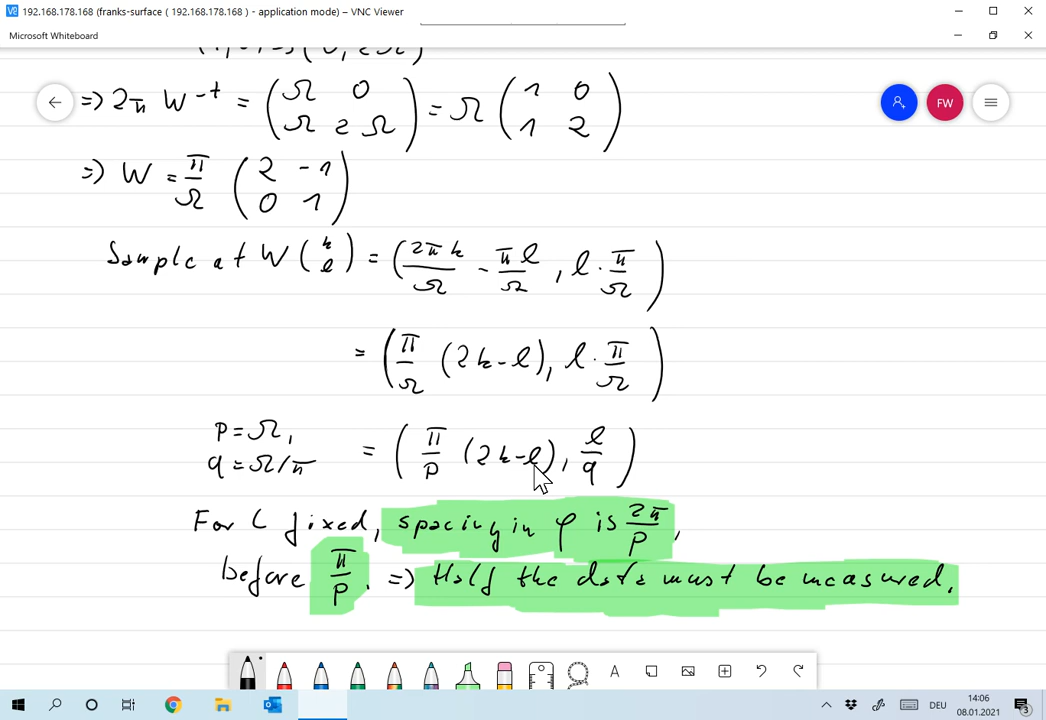 192.168.178.168 (franks-surface ( 192.168.178.168 ) - application mode) – VNC Viewer
Microsoft Whiteboard
FW
=> 2π W^-t = (Ω 0 / Ω 2Ω) = Ω (1 0 / 1 2)
=> W = π/Ω (2 -1 / 0 1)
Sample at W (k / l) = (2πk/Ω - πl/Ω, l · π/Ω)
= (π/Ω (2k-l), l · π/Ω)
p = Ω,
q = Ω/π = (π/p (2k-l), l/q)
For l fixed, spacing in φ is 2π/p,
before π/p. => Half the data must be measured.
A
DEU
14:06
08.01.2021
3